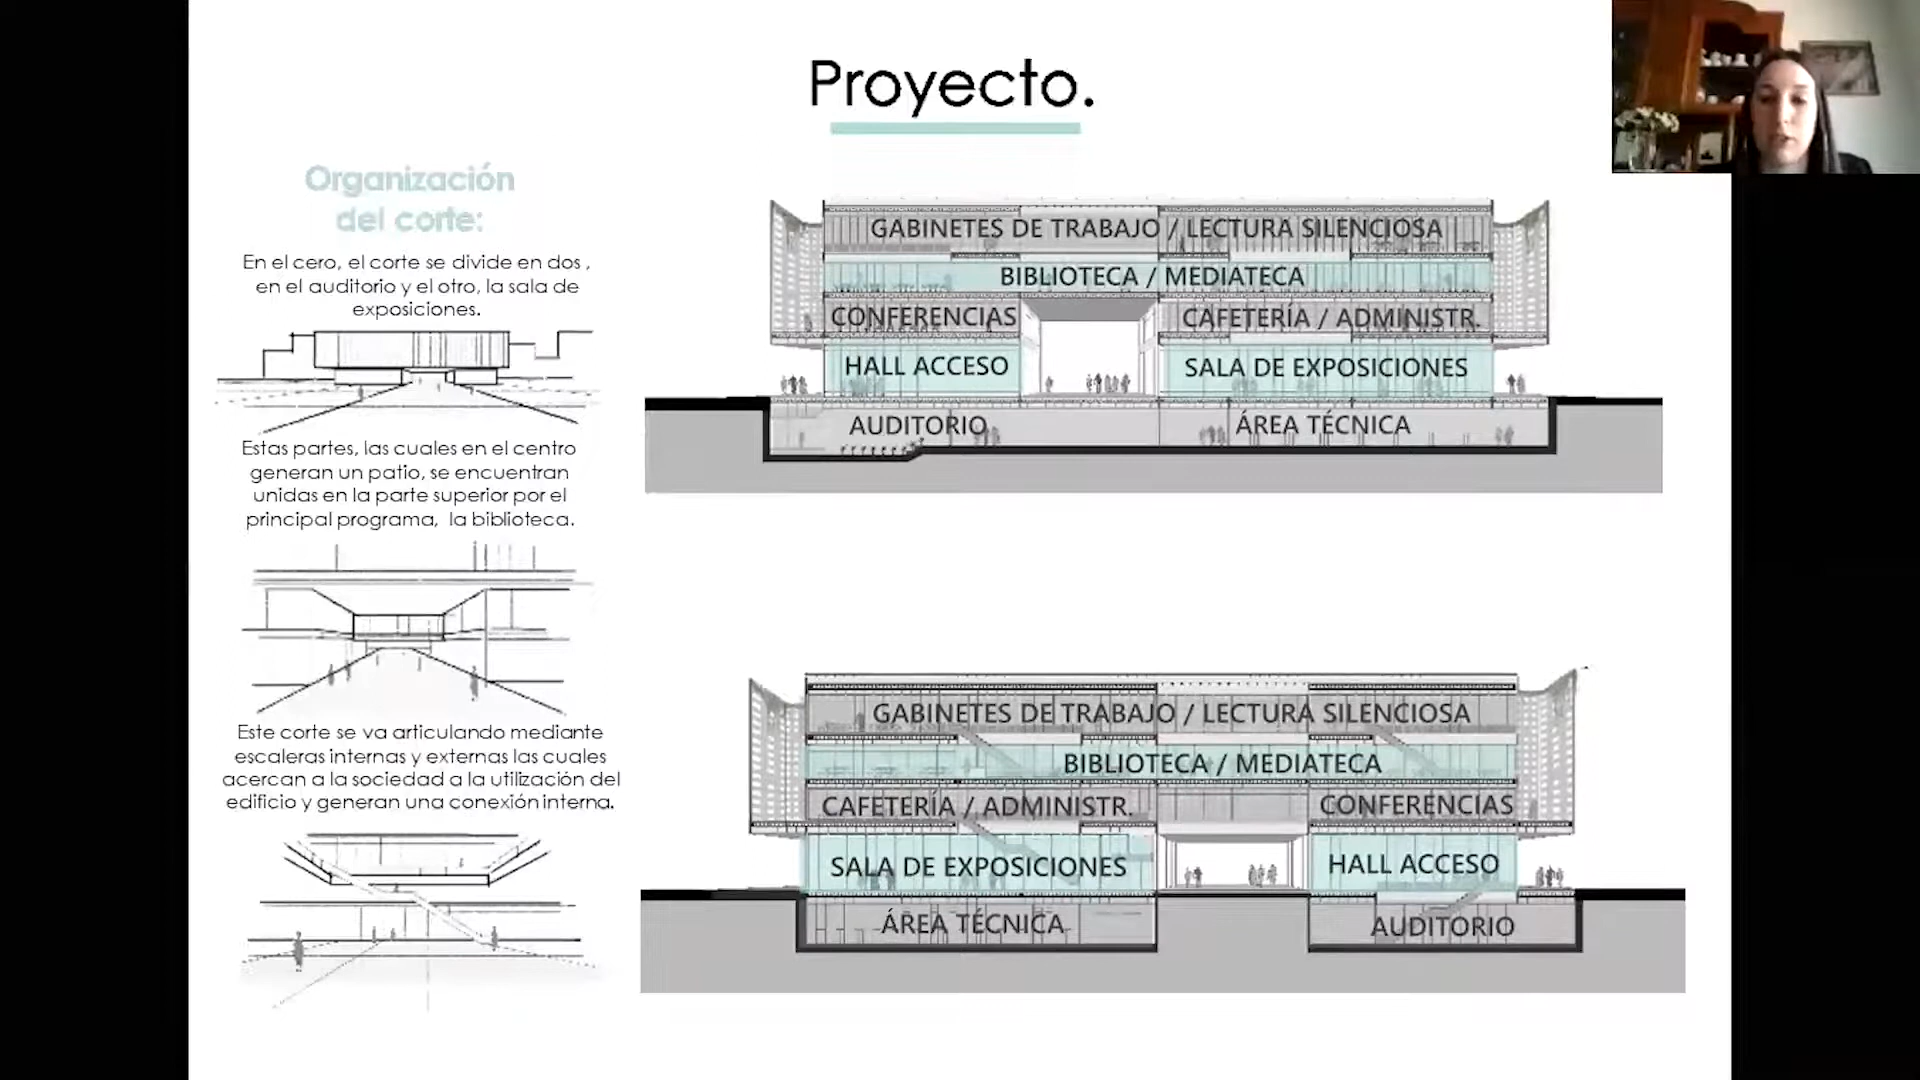 Proyecto.
Organización
del corte:
En el cero, el corte se divide en dos ,
en el auditorio y el otro, la sala de
exposiciones.
Estas partes, las cuales en el centro
generan un patio, se encuentran
unidas en la parte superior por el
principal programa, la biblioteca.
Este corte se va articulando mediante
escaleras internas y externas las cuales
acercan a la sociedad a la utilización del
edificio y generan una conexión interna.
GABINETES DE TRABAJO / LECTURA SILENCIOSA
BIBLIOTECA / MEDIATECA
CONFERENCIAS
CAFETERÍA / ADMINISTR.
HALL ACCESO
SALA DE EXPOSICIONES
AUDITORIO
ÁREA TÉCNICA
GABINETES DE TRABAJO / LECTURA SILENCIOSA
BIBLIOTECA / MEDIATECA
CAFETERÍA / ADMINISTR.
CONFERENCIAS
SALA DE EXPOSICIONES
HALL ACCESO
ÁREA TÉCNICA
AUDITORIO